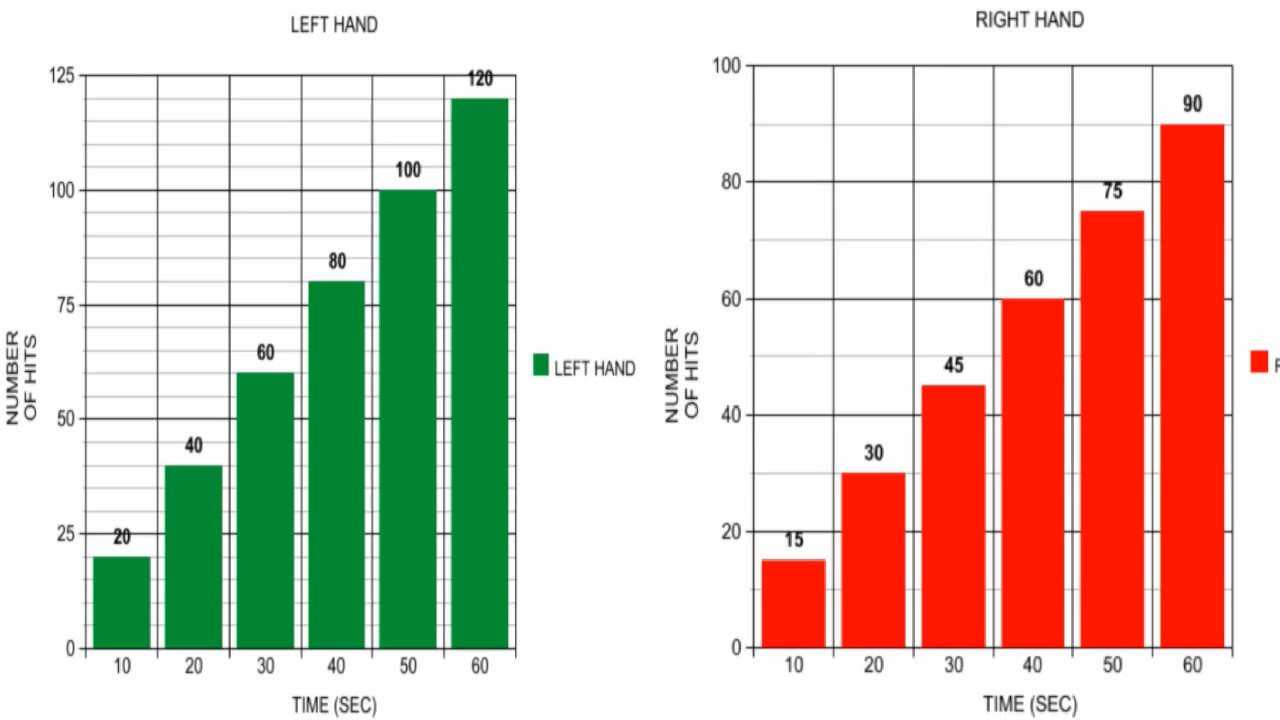 LEFT HAND
125
100
75
50
25
0
20
40
60
80
100
120
10 20 30 40 50 60
NUMBER
OF HITS
TIME (SEC)
LEFT HAND
RIGHT HAND
100
80
60
40
20
0
15
30
45
60
75
90
10 20 30 40 50 60
NUMBER
OF HITS
TIME (SEC)